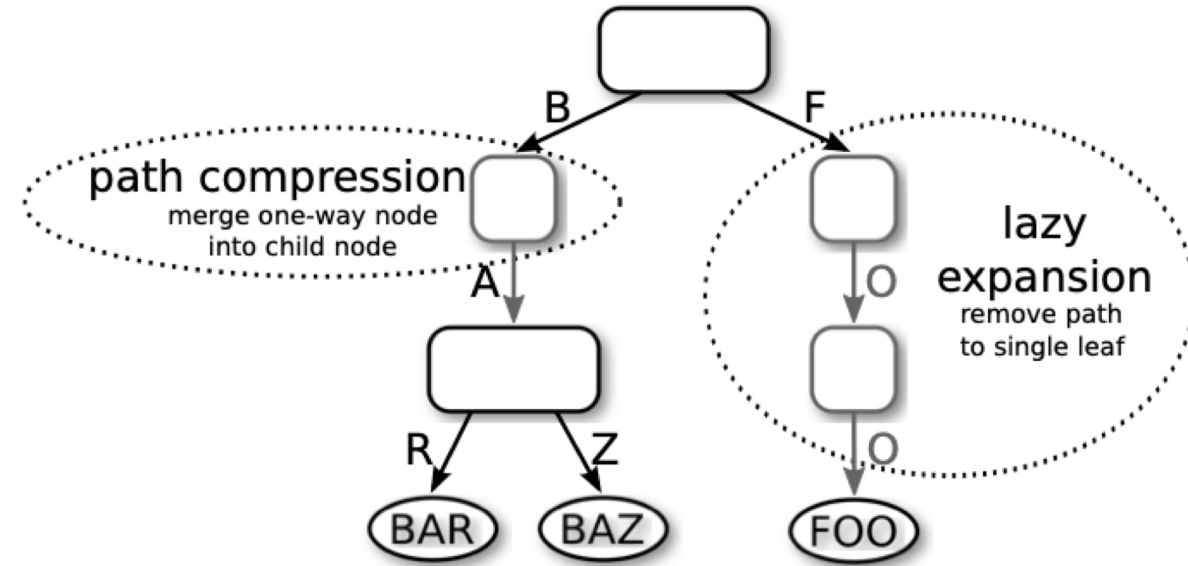 B
F
path compression
merge one-way node
into child node
lazy
expansion
remove path
to single leaf
A
O
R
Z
O
BAR
BAZ
FOO